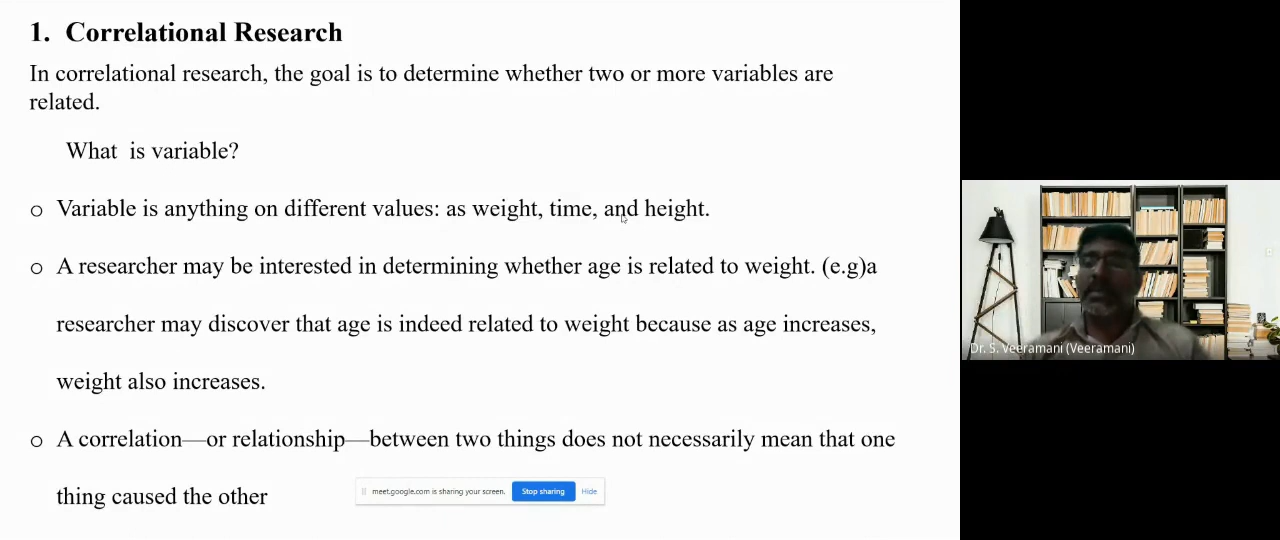 1. Correlational Research
In correlational research, the goal is to determine whether two or more variables are
related.
What is variable?
o Variable is anything on different values: as weight, time, and height.
o A researcher may be interested in determining whether age is related to weight. (e.g)a
researcher may discover that age is indeed related to weight because as age increases,
weight also increases.
o A correlation—or relationship—between two things does not necessarily mean that one
thing caused the other
meet.google.com is sharing your screen. Stop sharing Hide
Dr. S. Veeramani (Veeramani)